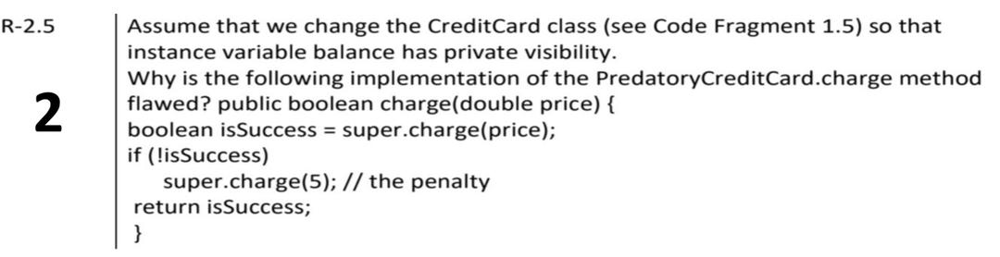 R-2.5 Assume that we change the CreditCard class (see Code Fragment 1.5) so that
instance variable balance has private visibility.
Why is the following implementation of the PredatoryCreditCard.charge method
2 flawed? public boolean charge(double price) {
boolean isSuccess = super.charge(price);
if (!isSuccess)
super.charge(5); // the penalty
return isSuccess;
}